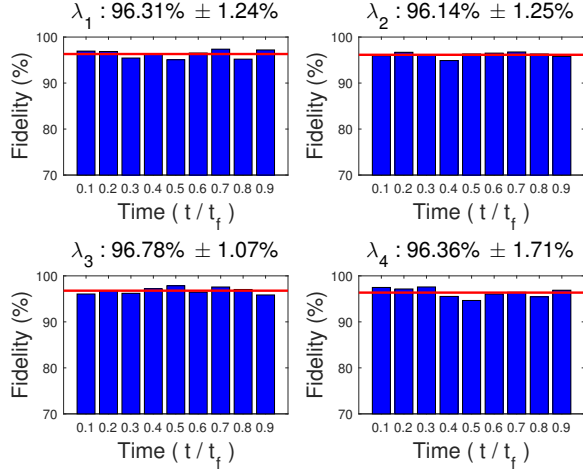 λ1 : 96.31% ± 1.24%
Fidelity (%)
100
90
80
70
0.1 0.2 0.3 0.4 0.5 0.6 0.7 0.8 0.9
Time ( t / tf )
λ2 : 96.14% ± 1.25%
Fidelity (%)
100
90
80
70
0.1 0.2 0.3 0.4 0.5 0.6 0.7 0.8 0.9
Time ( t / tf )
λ3 : 96.78% ± 1.07%
Fidelity (%)
100
90
80
70
0.1 0.2 0.3 0.4 0.5 0.6 0.7 0.8 0.9
Time ( t / tf )
λ4 : 96.36% ± 1.71%
Fidelity (%)
100
90
80
70
0.1 0.2 0.3 0.4 0.5 0.6 0.7 0.8 0.9
Time ( t / tf )